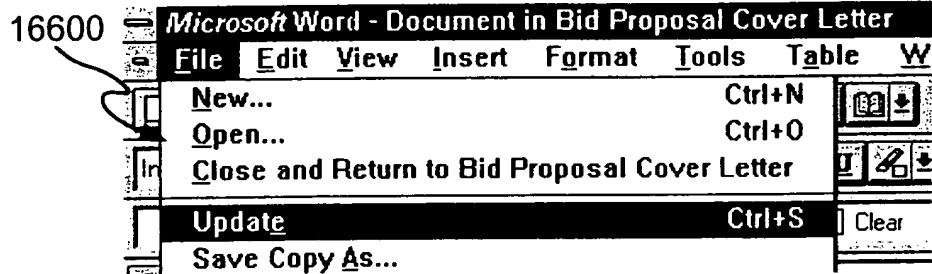 16600
Microsoft Word - Document in Bid Proposal Cover Letter
File Edit View Insert Format Tools Table W
New... Ctrl+N
Open... Ctrl+O
In
Close and Return to Bid Proposal Cover Letter
U
Update Ctrl+S
Clear
Save Copy As...